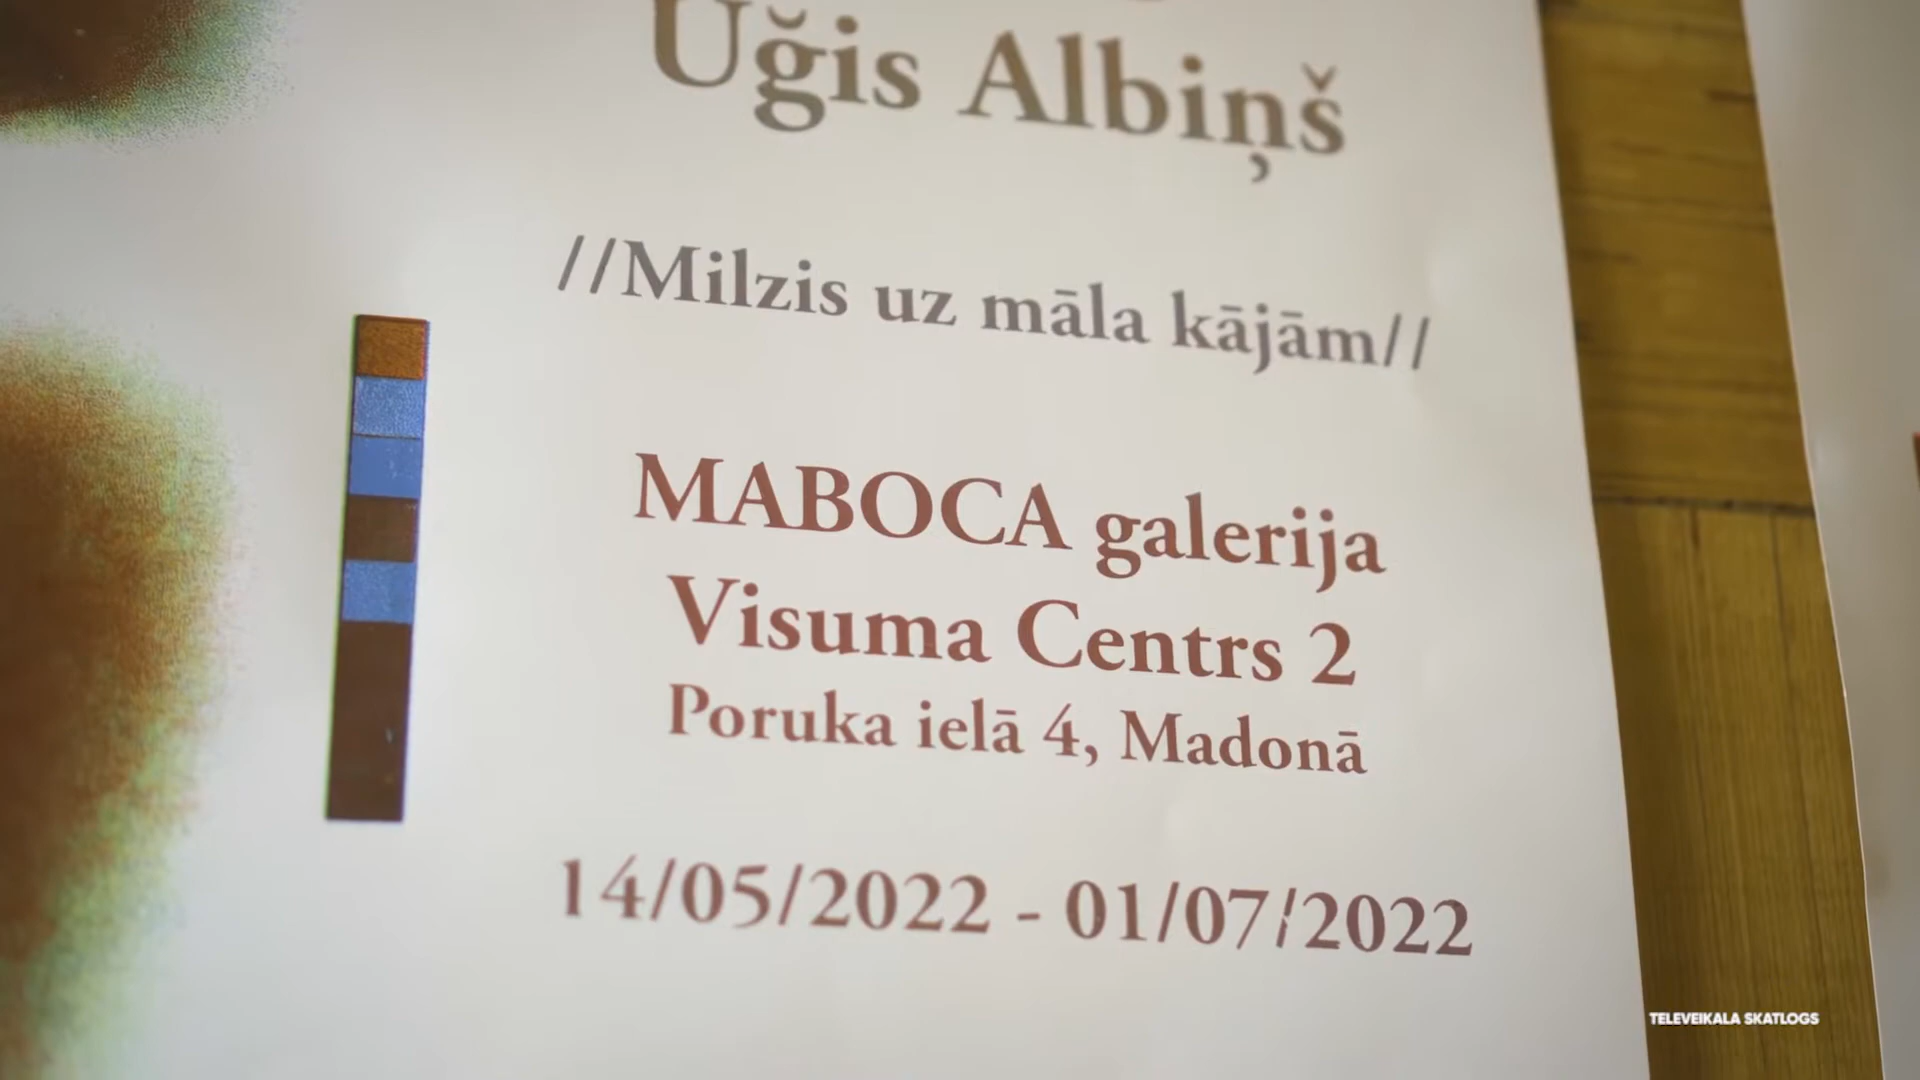 Uğis Albiņš
//Milzis uz māla kājām//
MABOCA galerija
Visuma Centrs 2
Poruka ielā 4, Madonā
14/05/2022 - 01/07/2022
TELEVEIKALA SKATLOGS